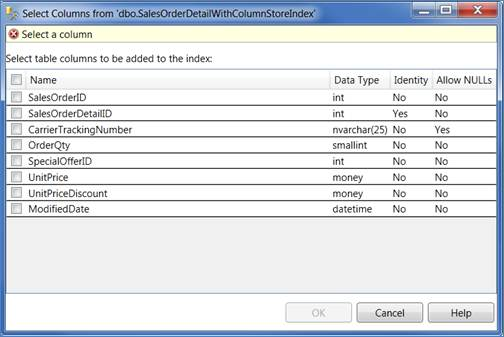 Select Columns from 'dbo.SalesOrderDetailWithColumnStoreIndex'
Select a column
Select table columns to be added to the index:
Name Data Type Identity Allow NULLs
SalesOrderID int No No
SalesOrderDetailID int Yes No
CarrierTrackingNumber nvarchar(25) No Yes
OrderQty smallint No No
SpecialOfferID int No No
UnitPrice money No No
UnitPriceDiscount money No No
ModifiedDate datetime No No
OK Cancel Help